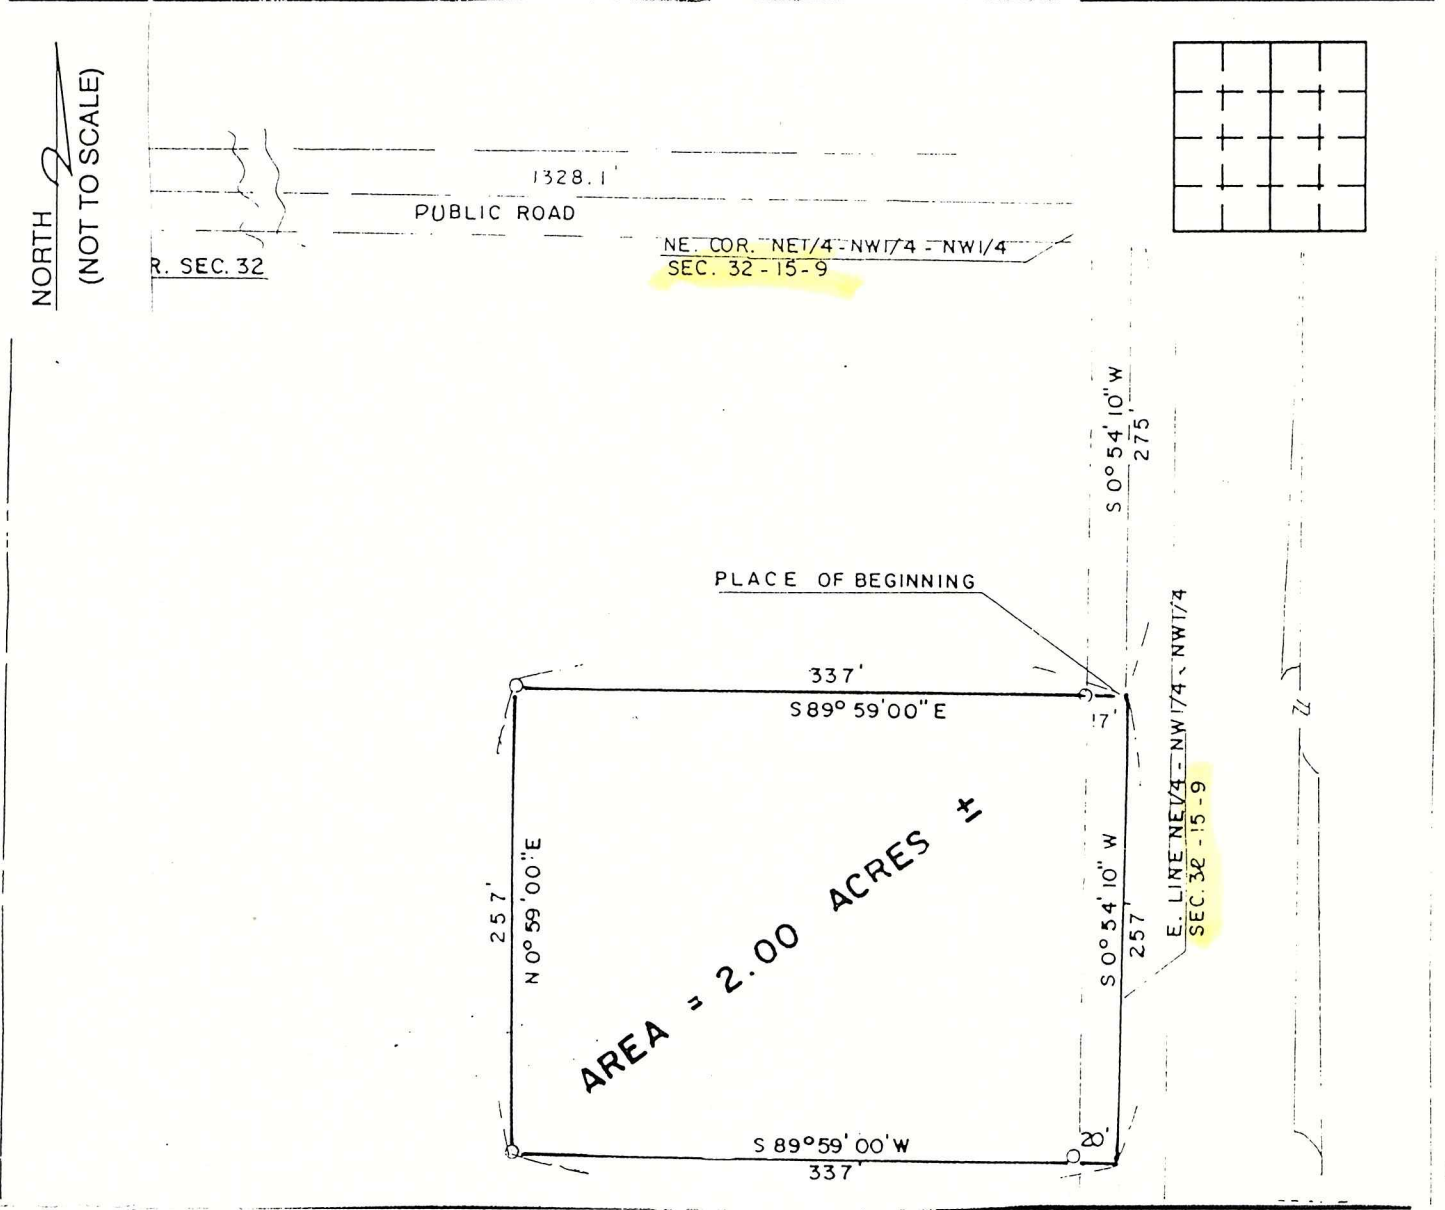 NORTH
(NOT TO SCALE)
1328.1'
PUBLIC ROAD
R. SEC. 32
NE. COR. NE1/4 - NW1/4 - NW1/4
SEC. 32 - 15 - 9
S 0° 54' 10" W
275'
PLACE OF BEGINNING
337'
S 89° 59' 00" E
17'
257'
N 0° 59' 00" E
AREA = 2.00 ACRES ±
S 0° 54' 10" W
257'
E. LINE NE1/4 - NW1/4 - NW1/4
SEC. 32 - 15 - 9
S 89° 59' 00' W
337'
20'